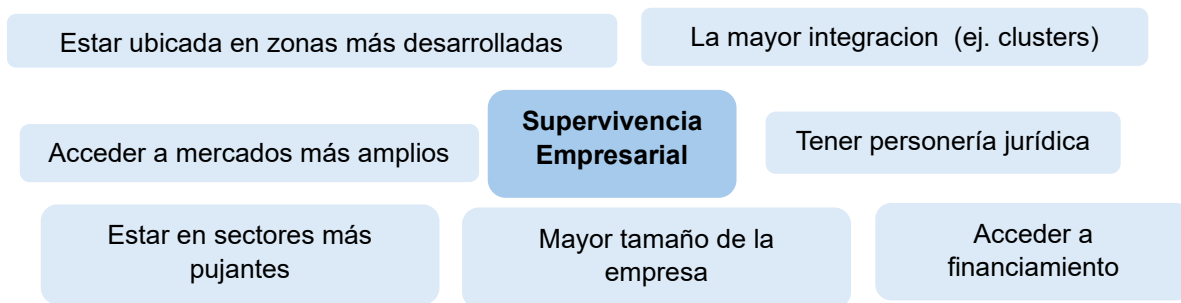 Estar ubicada en zonas más desarrolladas
La mayor integracion (ej. clusters)
Supervivencia
Empresarial
Acceder a mercados más amplios
Tener personería jurídica
Estar en sectores más
pujantes
Mayor tamaño de la
empresa
Acceder a
financiamiento